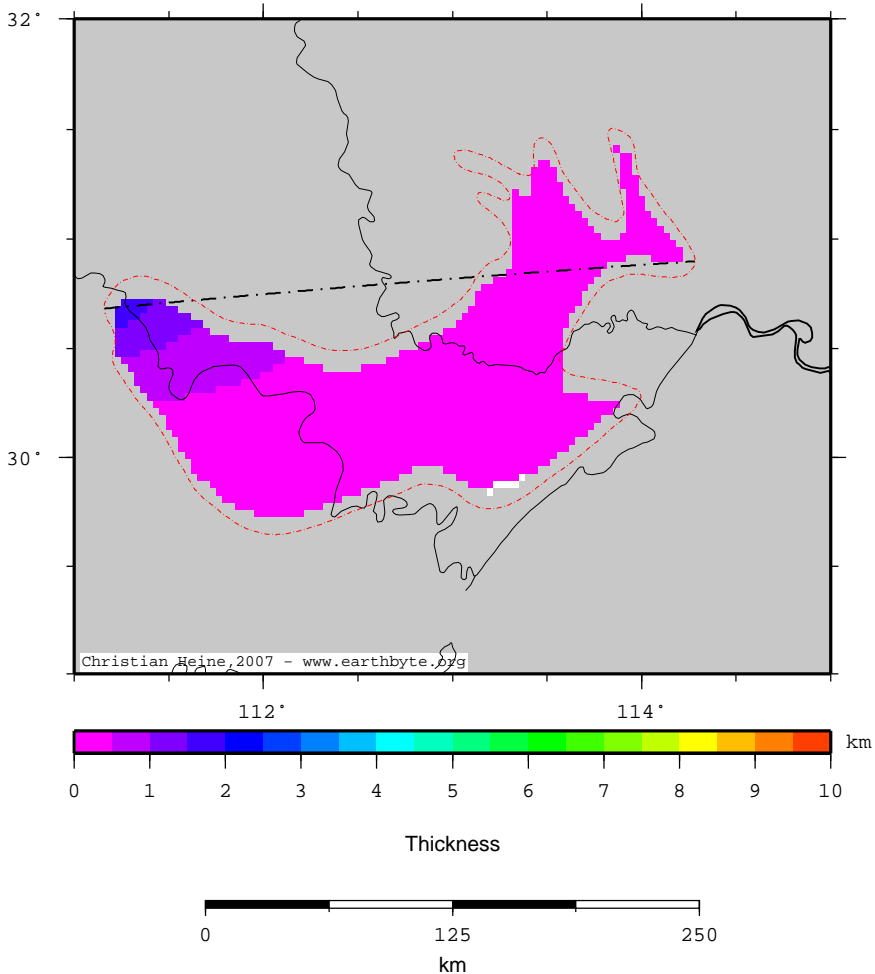 32°
30°
Christian Heine,2007 - www.earthbyte.org
112° 114°
km
0 1 2 3 4 5 6 7 8 9 10
Thickness
0 125 250
km